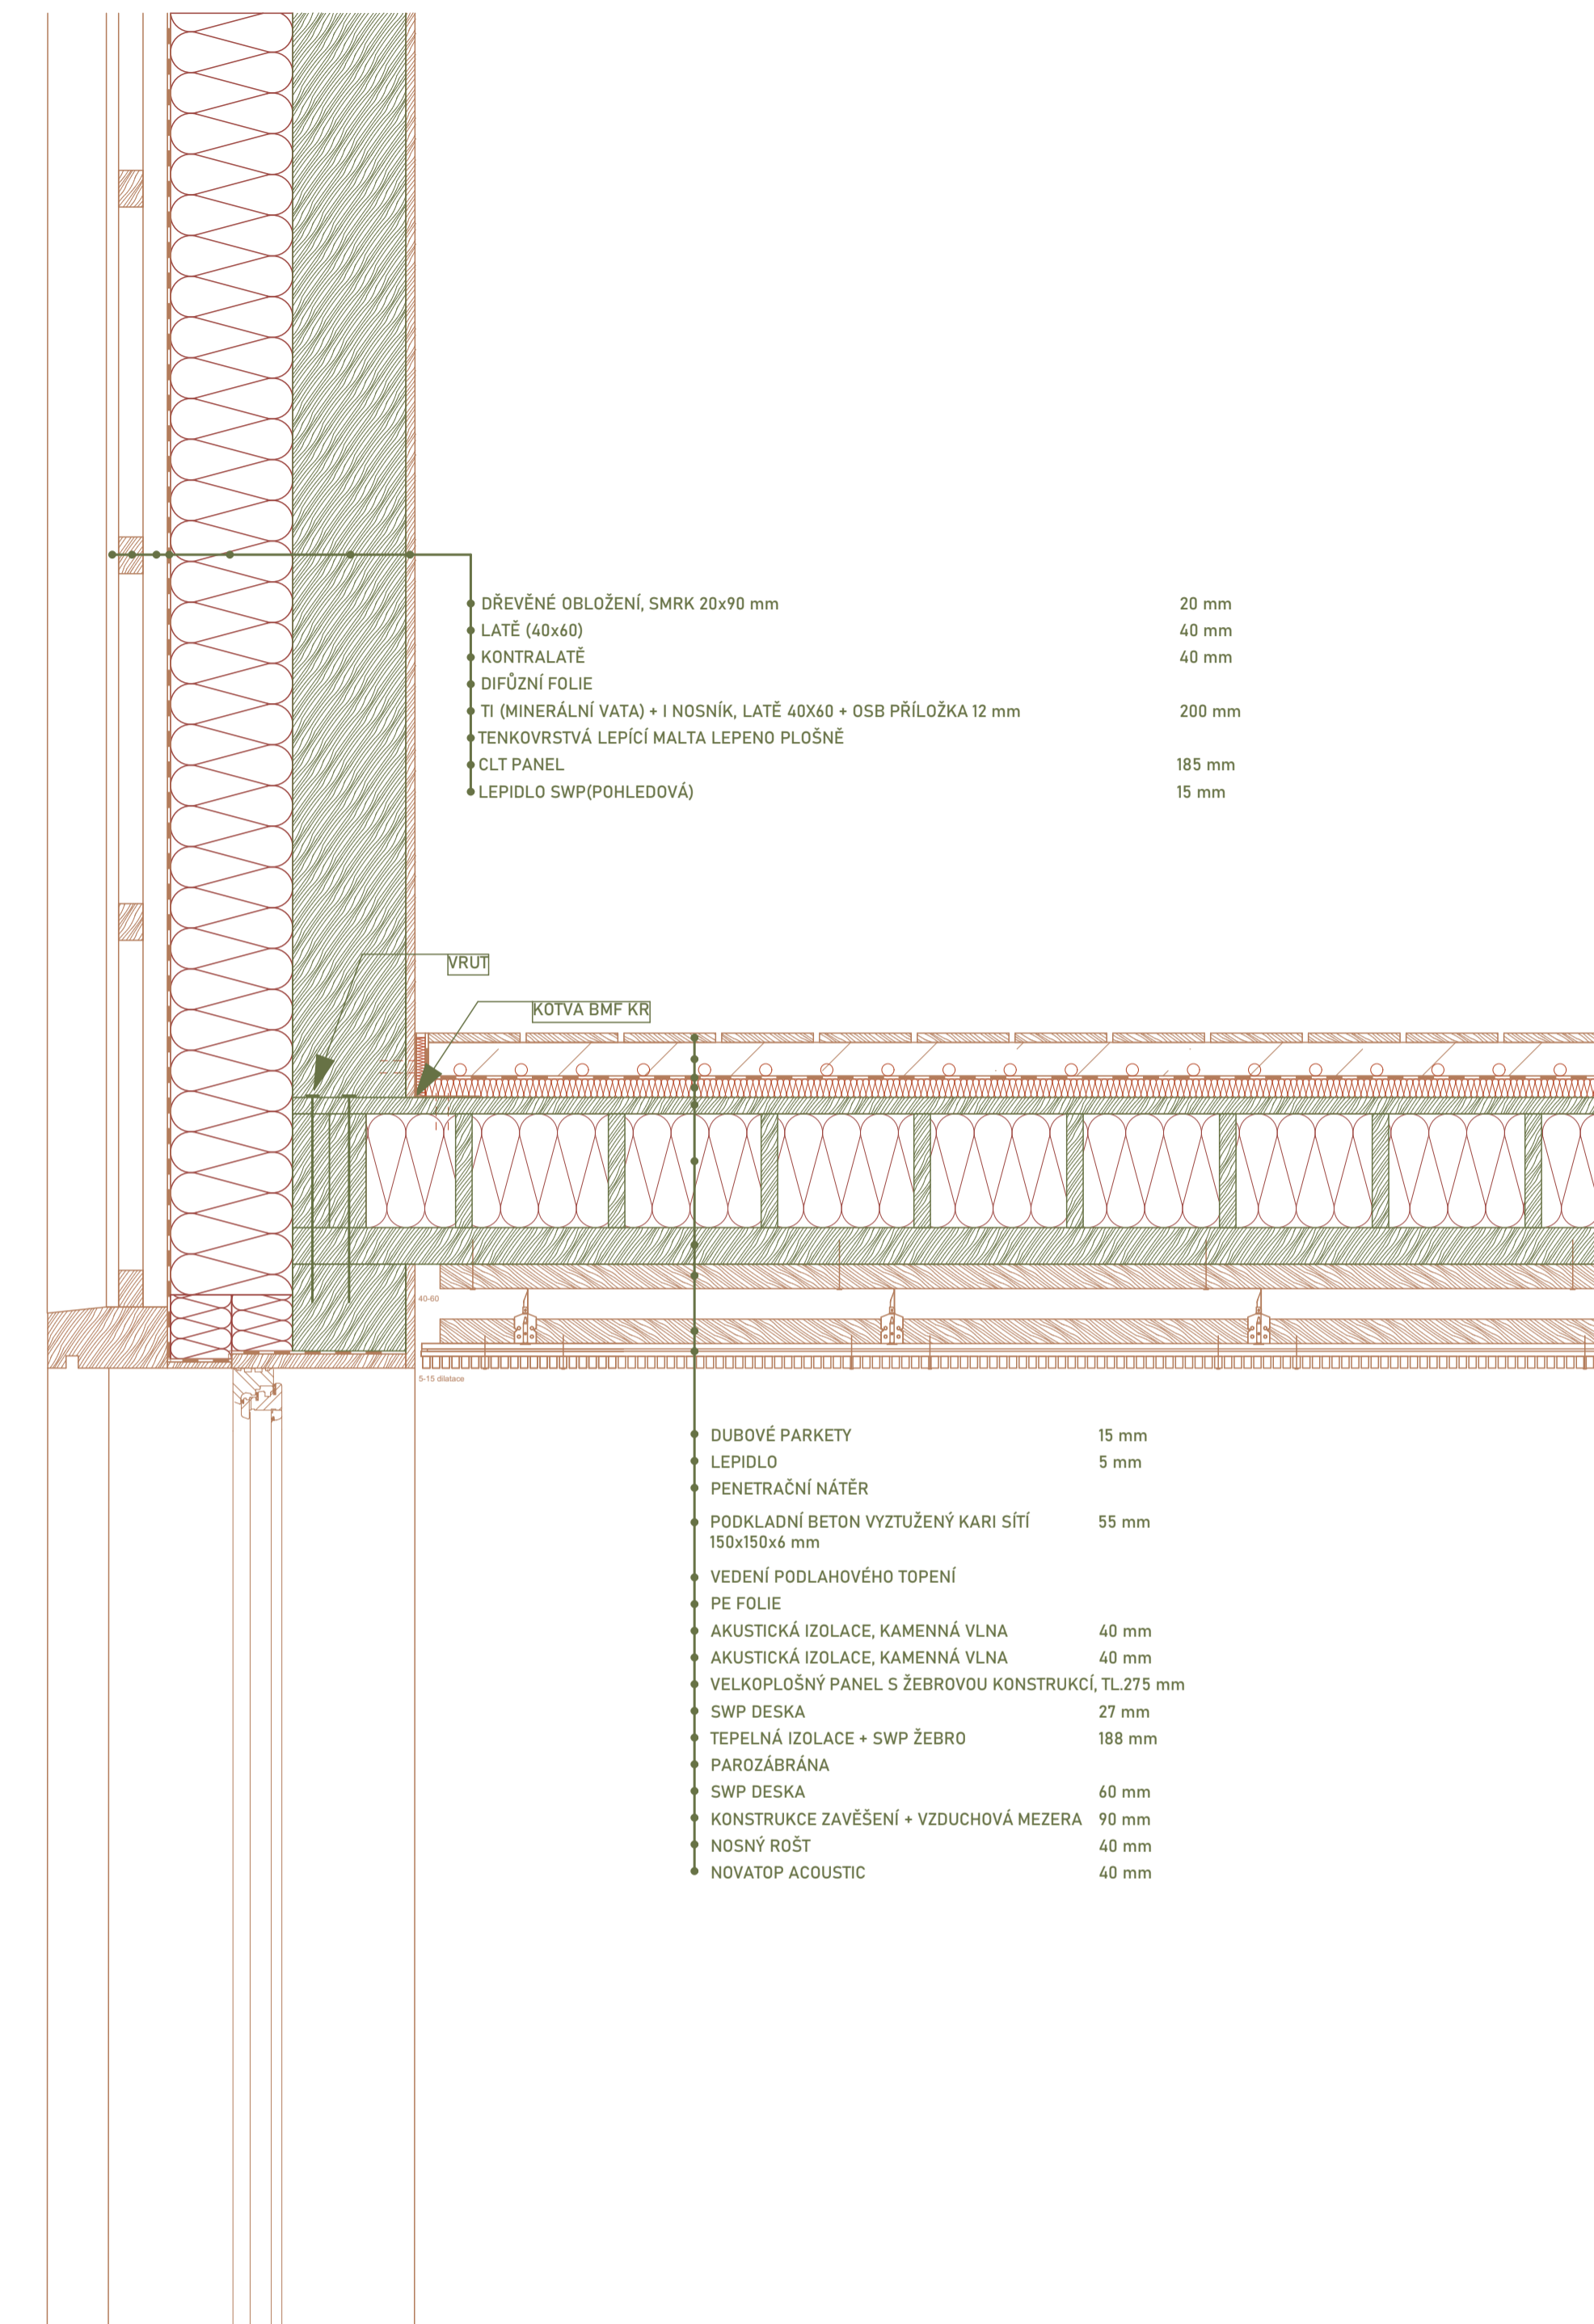 DŘEVĚNÉ OBLOŽENÍ, SMRK 20x90 mm 20 mm
LATĚ (40x60) 40 mm
KONTRALATĚ 40 mm
DIFŮZNÍ FOLIE
TI (MINERÁLNÍ VATA) + I NOSNÍK, LATĚ 40X60 + OSB PŘÍLOŽKA 12 mm 200 mm
TENKOVRSTVÁ LEPÍCÍ MALTA LEPENO PLOŠNĚ
CLT PANEL 185 mm
LEPIDLO SWP(POHLEDOVÁ) 15 mm
VRUT
KOTVA BMF KR
40-60
5-15 dilatace
DUBOVÉ PARKETY 15 mm
LEPIDLO 5 mm
PENETRAČNÍ NÁTĚR
PODKLADNÍ BETON VYZTUŽENÝ KARI SÍTÍ 55 mm
150x150x6 mm
VEDENÍ PODLAHOVÉHO TOPENÍ
PE FOLIE
AKUSTICKÁ IZOLACE, KAMENNÁ VLNA 40 mm
AKUSTICKÁ IZOLACE, KAMENNÁ VLNA 40 mm
VELKOPLOŠNÝ PANEL S ŽEBROVOU KONSTRUKCÍ, TL.275 mm
SWP DESKA 27 mm
TEPELNÁ IZOLACE + SWP ŽEBRO 188 mm
PAROZÁBRÁNA
SWP DESKA 60 mm
KONSTRUKCE ZAVĚŠENÍ + VZDUCHOVÁ MEZERA 90 mm
NOSNÝ ROŠT 40 mm
NOVATOP ACOUSTIC 40 mm